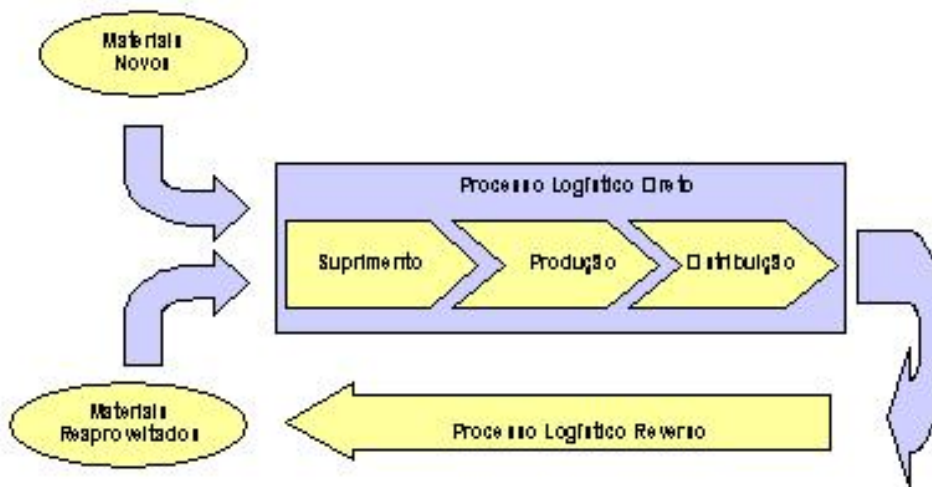 Materiais
Novos
Processo Logístico Direto
Suprimento
Produção
Distribuição
Materiais
Reaproveitados
Processo Logístico Reverso